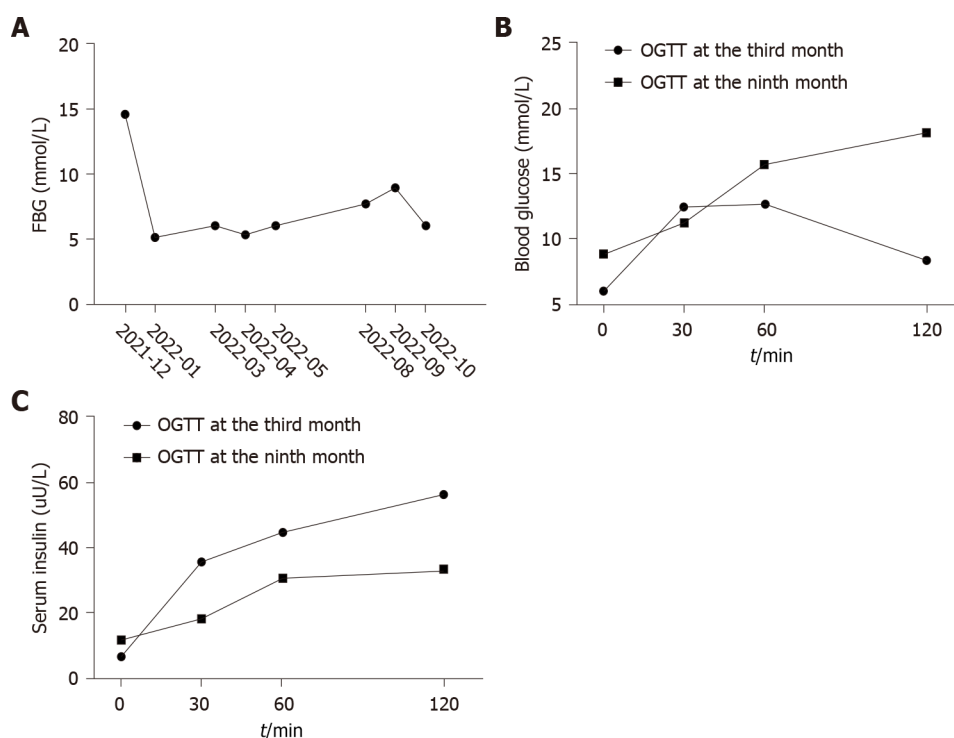 A
FBG (mmol/L)
20
15
10
5
0
2021-12
2022-01
2022-03
2022-04
2022-05
2022-08
2022-09
2022-10
B
Blood glucose (mmol/L)
25
20
15
10
5
OGTT at the third month
OGTT at the ninth month
0
30
60
120
t/min
C
Serum insulin (uU/L)
80
60
40
20
0
OGTT at the third month
OGTT at the ninth month
0
30
60
120
t/min